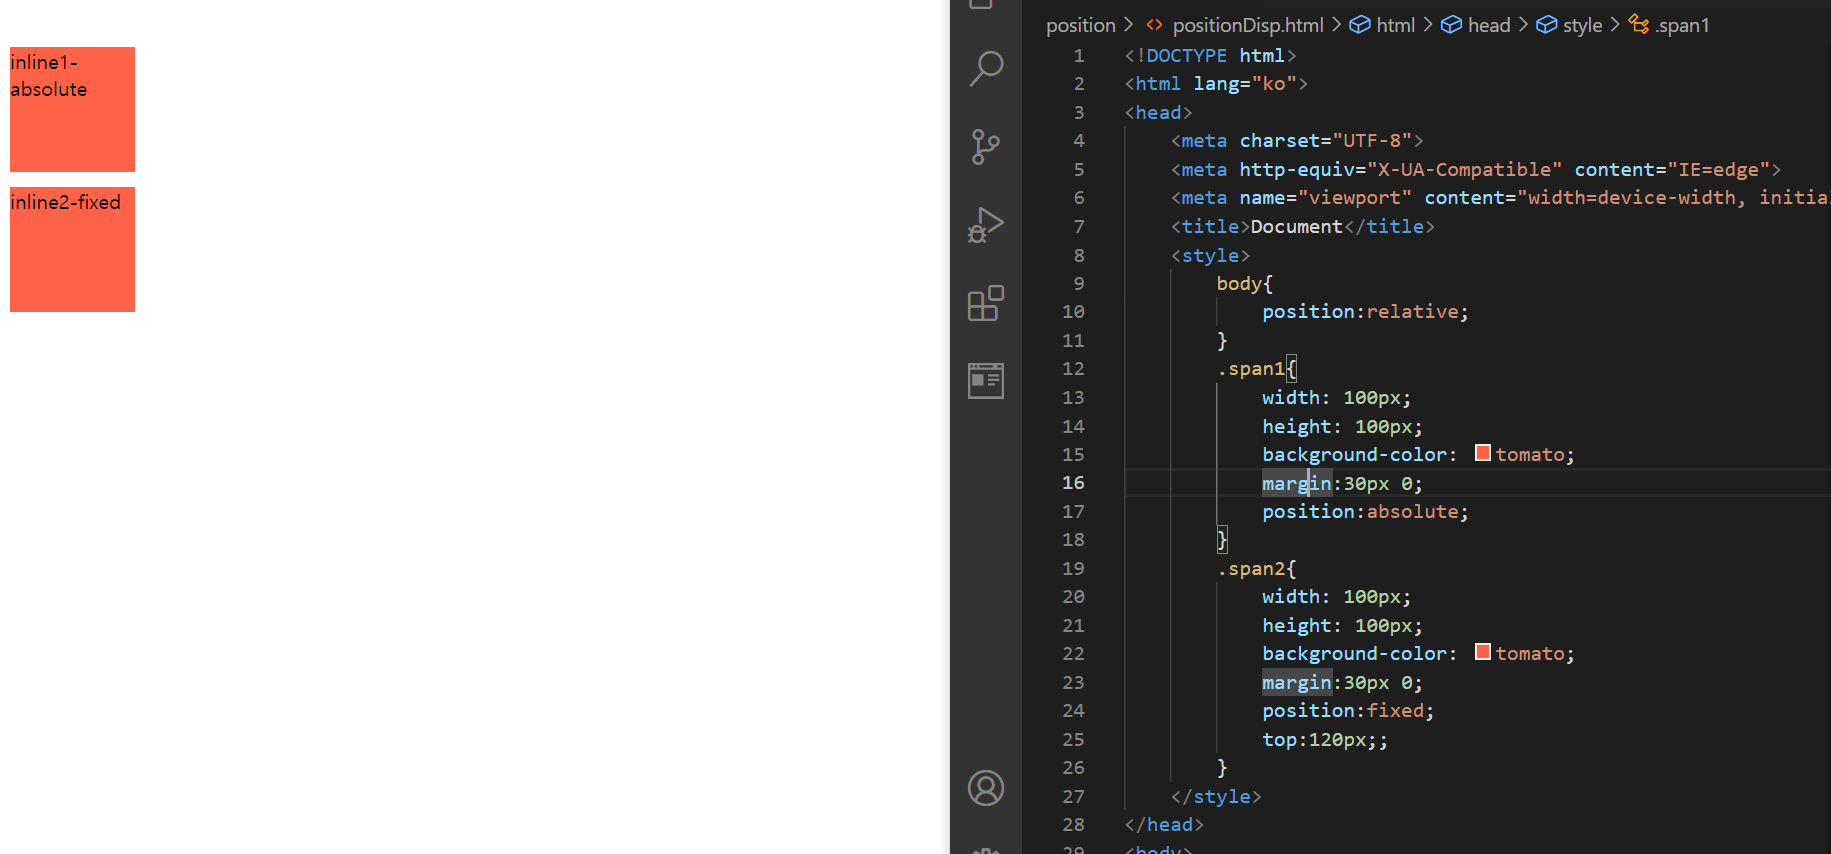 inline1-
absolute
inline2-fixed
position > <> positionDisp.html > html > head > style > .span1
1 <!DOCTYPE html>
2 <html lang="ko">
3 <head>
4 <meta charset="UTF-8">
5 <meta http-equiv="X-UA-Compatible" content="IE=edge">
6 <meta name="viewport" content="width=device-width, initia
7 <title>Document</title>
8 <style>
9 body{
10 position:relative;
11 }
12 .span1{
13 width: 100px;
14 height: 100px;
15 background-color: tomato;
16 margin:30px 0;
17 position:absolute;
18 }
19 .span2{
20 width: 100px;
21 height: 100px;
22 background-color: tomato;
23 margin:30px 0;
24 position:fixed;
25 top:120px;;
26 }
27 </style>
28 </head>
29 <body>